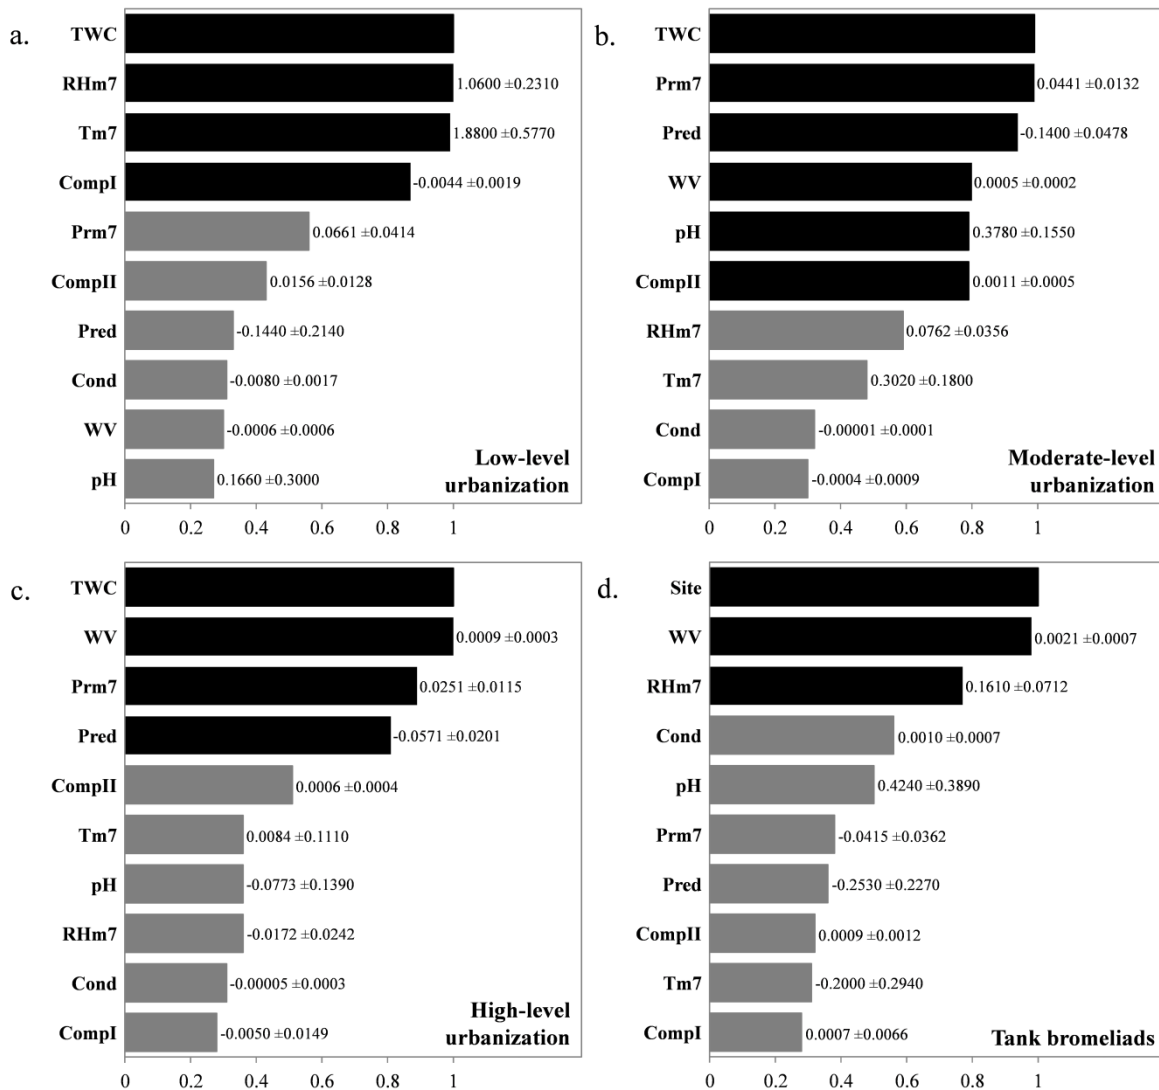 a.
TWC
RHm7 1.0600 ±0.2310
Tm7 1.8800 ±0.5770
CompI -0.0044 ±0.0019
Prm7 0.0661 ±0.0414
CompII 0.0156 ±0.0128
Pred -0.1440 ±0.2140
Cond -0.0080 ±0.0017
WV -0.0006 ±0.0006
pH 0.1660 ±0.3000
Low-level
urbanization
0 0.2 0.4 0.6 0.8 1
b.
TWC
Prm7 0.0441 ±0.0132
Pred -0.1400 ±0.0478
WV 0.0005 ±0.0002
pH 0.3780 ±0.1550
CompII 0.0011 ±0.0005
RHm7 0.0762 ±0.0356
Tm7 0.3020 ±0.1800
Cond -0.00001 ±0.0001
CompI -0.0004 ±0.0009
Moderate-level
urbanization
0 0.2 0.4 0.6 0.8 1
c.
TWC
WV 0.0009 ±0.0003
Prm7 0.0251 ±0.0115
Pred -0.0571 ±0.0201
CompII 0.0006 ±0.0004
Tm7 0.0084 ±0.1110
pH -0.0773 ±0.1390
RHm7 -0.0172 ±0.0242
Cond -0.00005 ±0.0003
CompI -0.0050 ±0.0149
High-level
urbanization
0 0.2 0.4 0.6 0.8 1
d.
Site
WV 0.0021 ±0.0007
RHm7 0.1610 ±0.0712
Cond 0.0010 ±0.0007
pH 0.4240 ±0.3890
Prm7 -0.0415 ±0.0362
Pred -0.2530 ±0.2270
CompII 0.0009 ±0.0012
Tm7 -0.2000 ±0.2940
CompI 0.0007 ±0.0066
Tank bromeliads
0 0.2 0.4 0.6 0.8 1